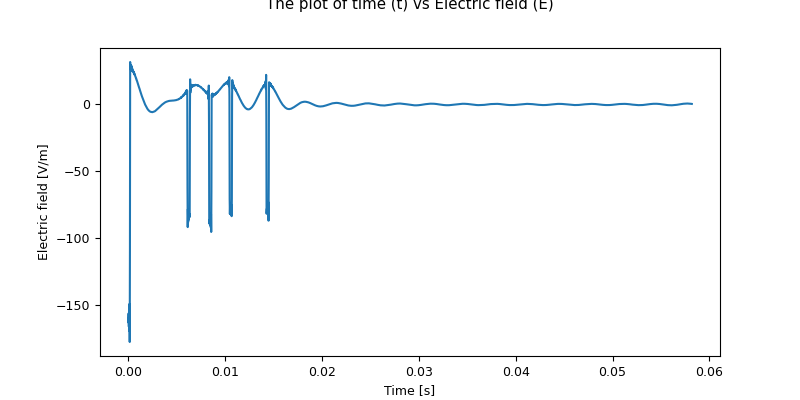 The plot of time (t) vs Electric field (E)
0
−50
−100
−150
Electric field [V/m]
0.00 0.01 0.02 0.03 0.04 0.05 0.06
Time [s]